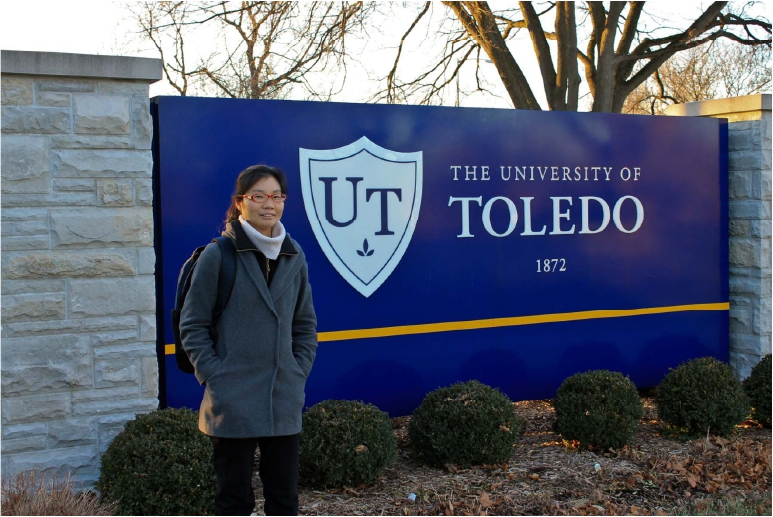 UT
THE UNIVERSITY OF
TOLEDO
1872